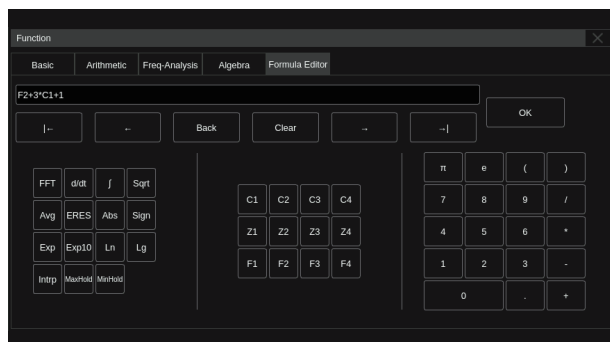 Function
Basic Arithmetic Freq-Analysis Algebra Formula Editor
F2+3*C1+1
OK
|← ← Back Clear → →|
π e ( )
FFT d/dt ∫ Sqrt
C1 C2 C3 C4
7 8 9 /
Avg ERES Abs Sign
Z1 Z2 Z3 Z4
4 5 6 *
Exp Exp10 Ln Lg
F1 F2 F3 F4
1 2 3 -
Intrp MaxHold MinHold
0 . +